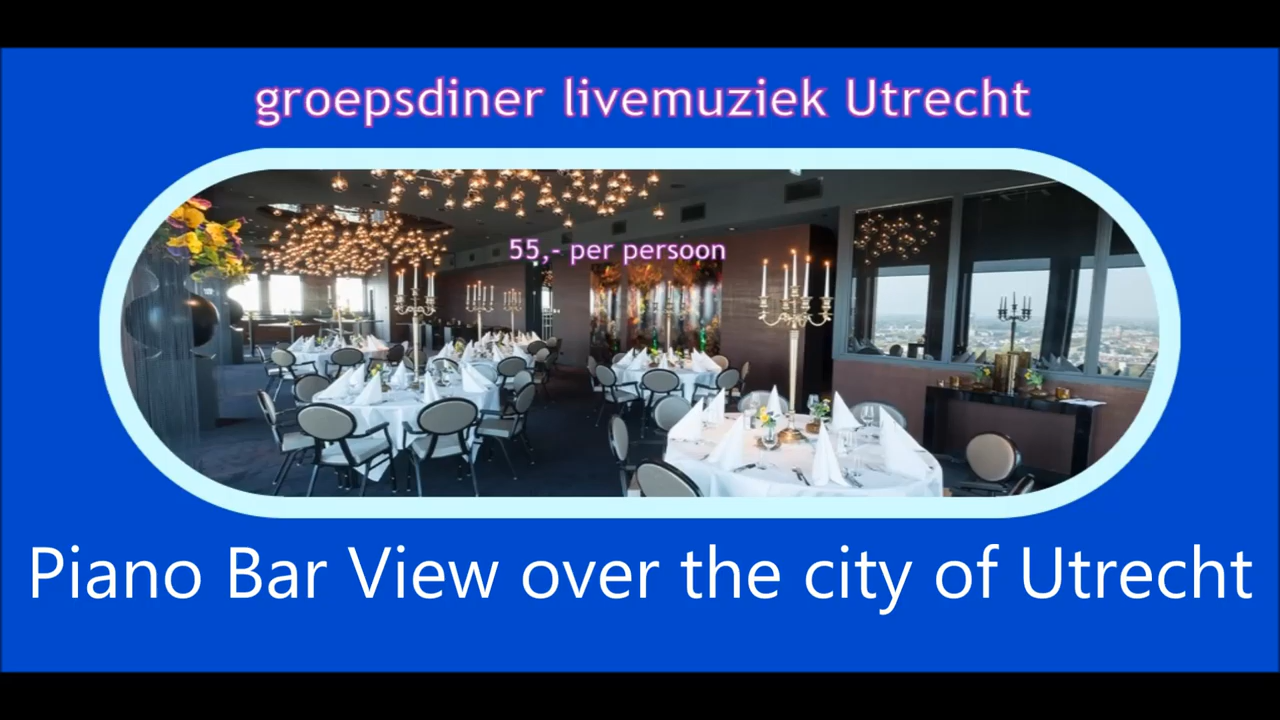 groepsdiner livemuziek Utrecht
55,- per persoon
Piano Bar View over the city of Utrecht